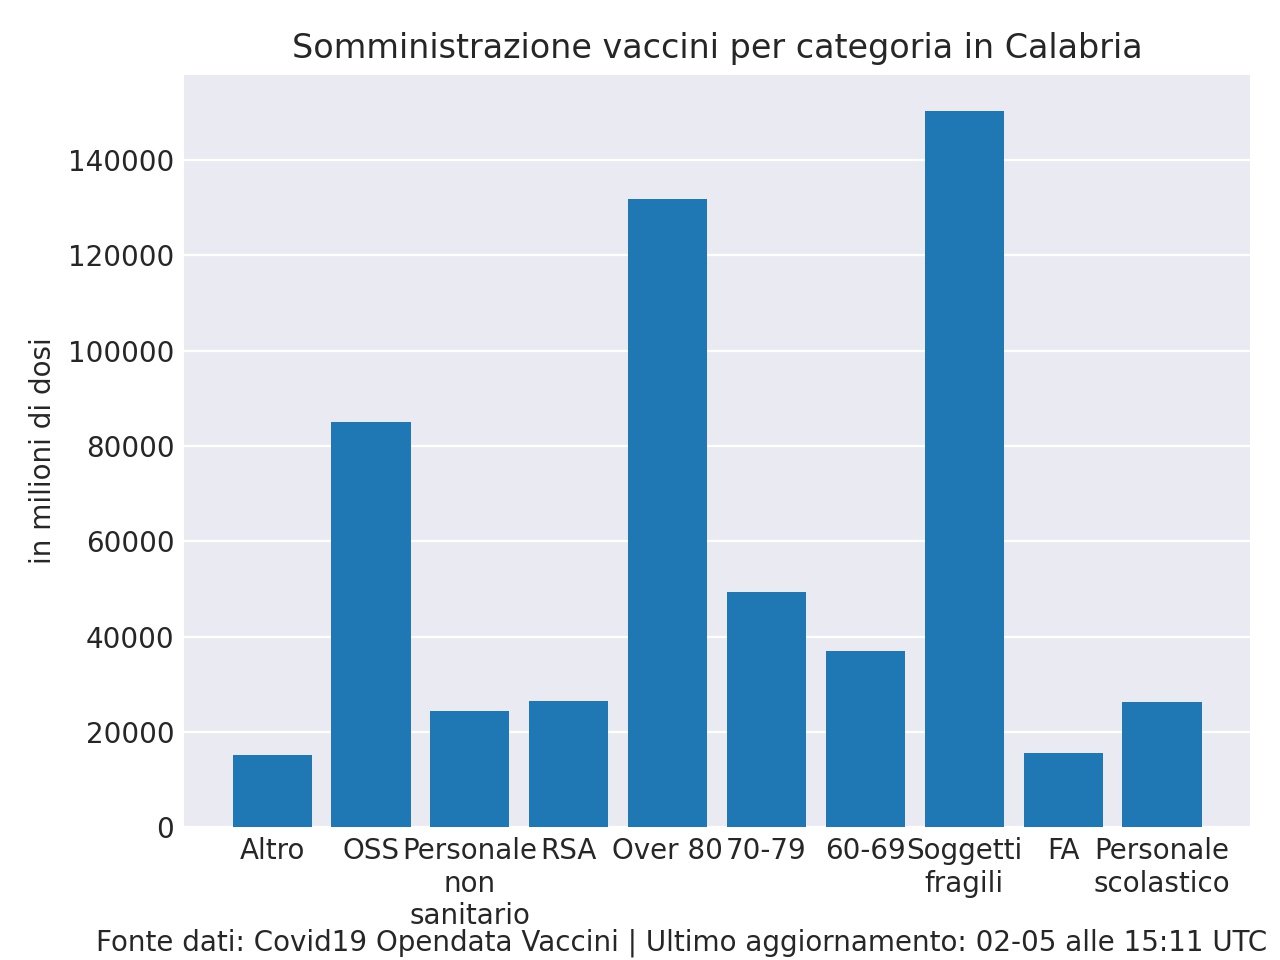 Somministrazione vaccini per categoria in Calabria
in milioni di dosi
140000
120000
100000
80000
60000
40000
20000
0
Altro
OSS
Personale
non
sanitario
RSA
Over 80
70-79
60-69
Soggetti
fragili
FA
Personale
scolastico
Fonte dati: Covid19 Opendata Vaccini | Ultimo aggiornamento: 02-05 alle 15:11 UTC